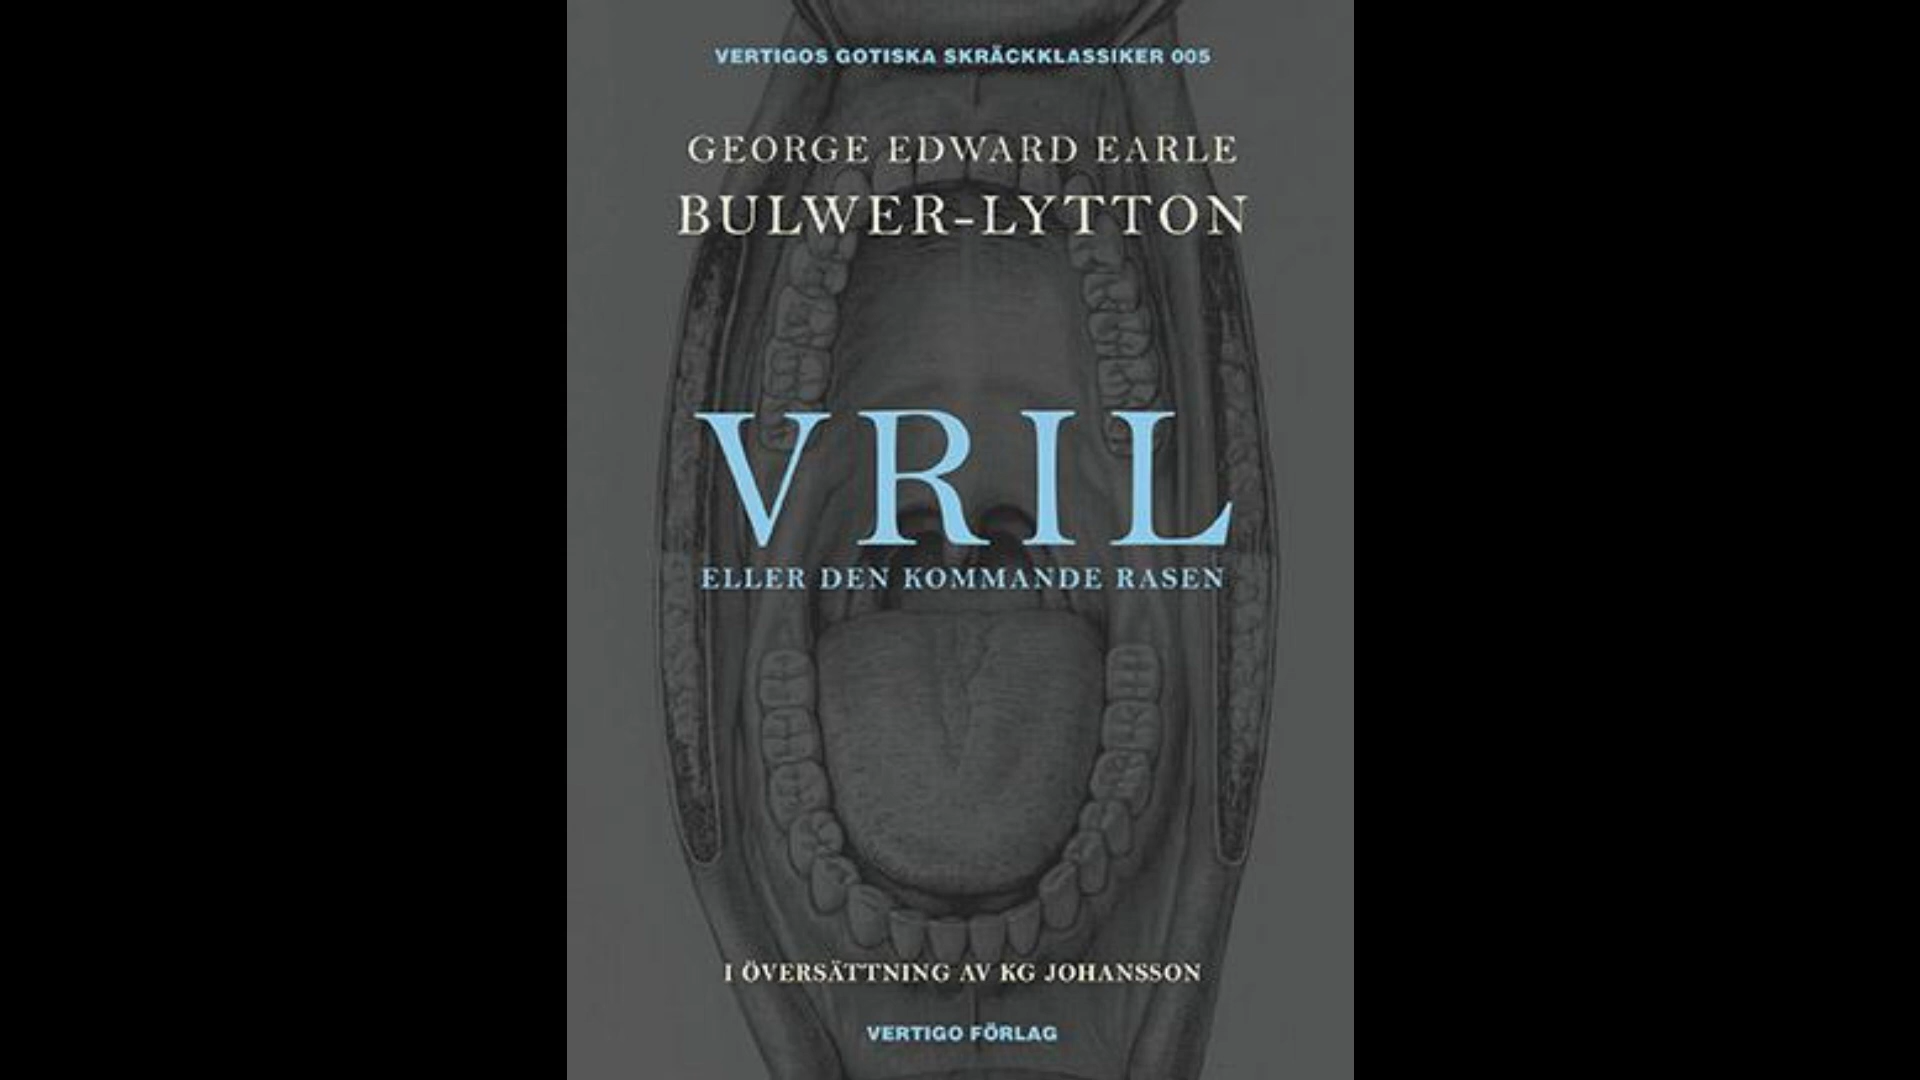 VERTIGOS GOTISKA SKRÄCKKLASSIKER 005
GEORGE EDWARD EARLE
BULWER-LYTTON
VRIL
ELLER DEN KOMMANDE RASEN
I ÖVERSÄTTNING AV KG JOHANSSON
VERTIGO FÖRLAG